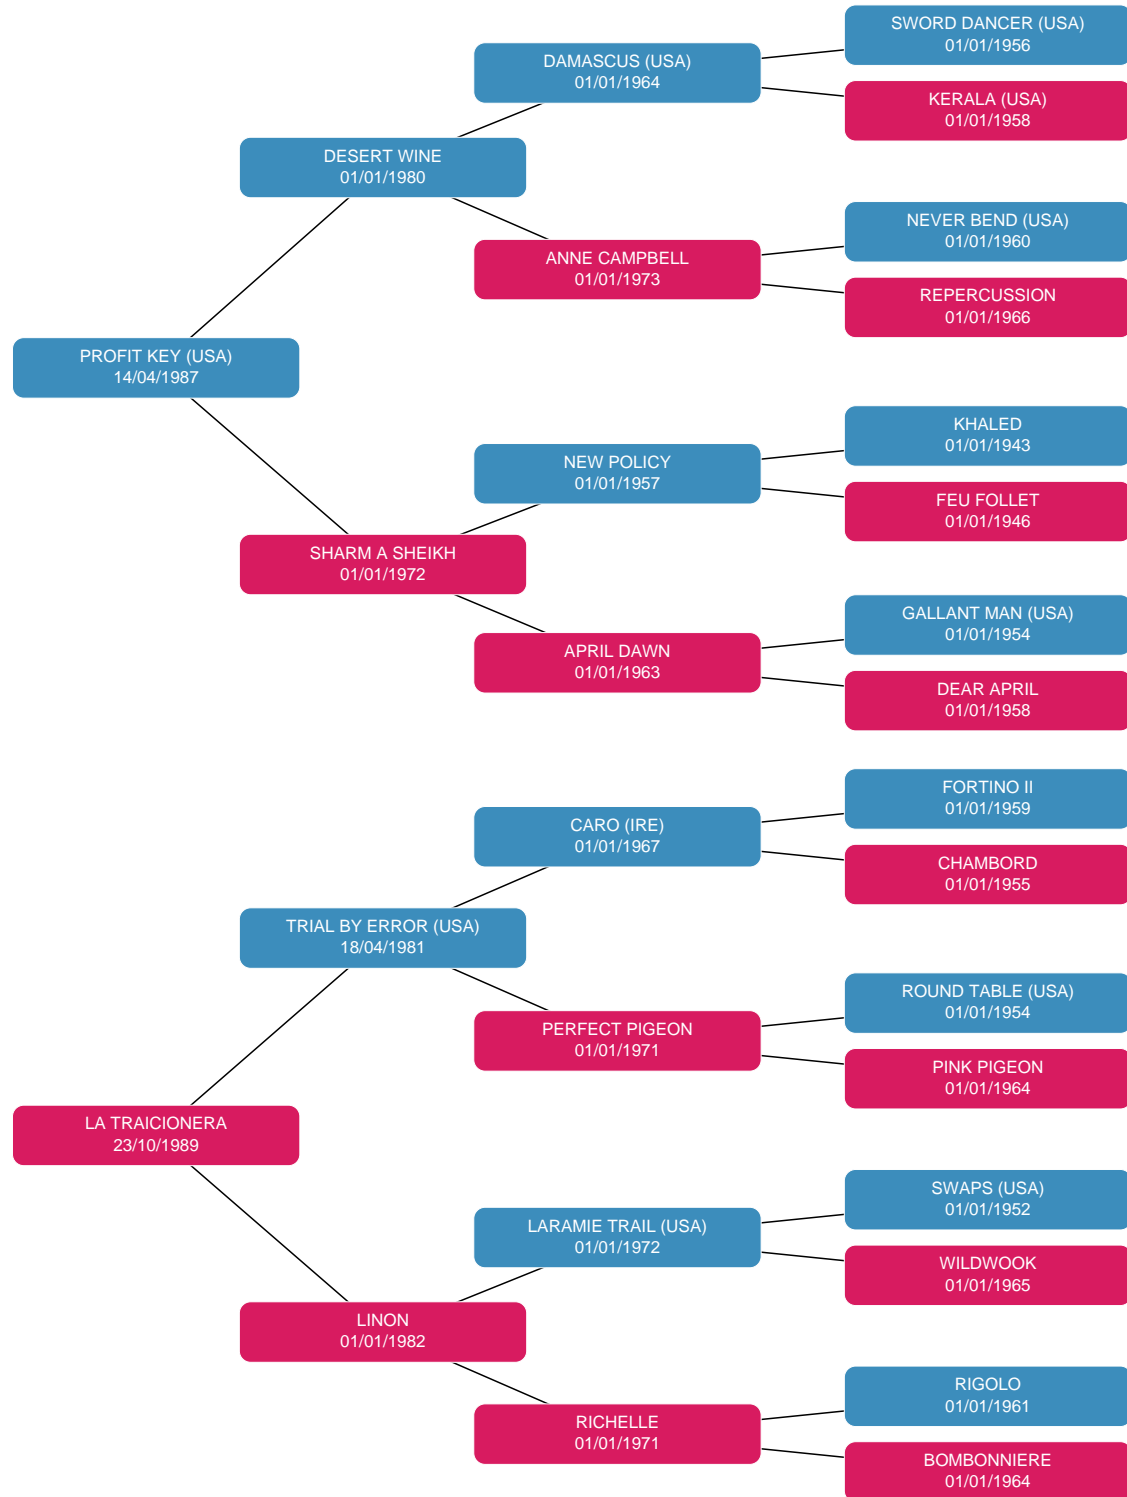 SWORD DANCER (USA)
01/01/1956
DAMASCUS (USA)
01/01/1964
KERALA (USA)
01/01/1958
DESERT WINE
01/01/1980
NEVER BEND (USA)
01/01/1960
ANNE CAMPBELL
01/01/1973
REPERCUSSION
01/01/1966
PROFIT KEY (USA)
14/04/1987
KHALED
01/01/1943
NEW POLICY
01/01/1957
FEU FOLLET
01/01/1946
SHARM A SHEIKH
01/01/1972
GALLANT MAN (USA)
01/01/1954
APRIL DAWN
01/01/1963
DEAR APRIL
01/01/1958
FORTINO II
01/01/1959
CARO (IRE)
01/01/1967
CHAMBORD
01/01/1955
TRIAL BY ERROR (USA)
18/04/1981
ROUND TABLE (USA)
01/01/1954
PERFECT PIGEON
01/01/1971
PINK PIGEON
01/01/1964
LA TRAICIONERA
23/10/1989
SWAPS (USA)
01/01/1952
LARAMIE TRAIL (USA)
01/01/1972
WILDWOOK
01/01/1965
LINON
01/01/1982
RIGOLO
01/01/1961
RICHELLE
01/01/1971
BOMBONNIERE
01/01/1964